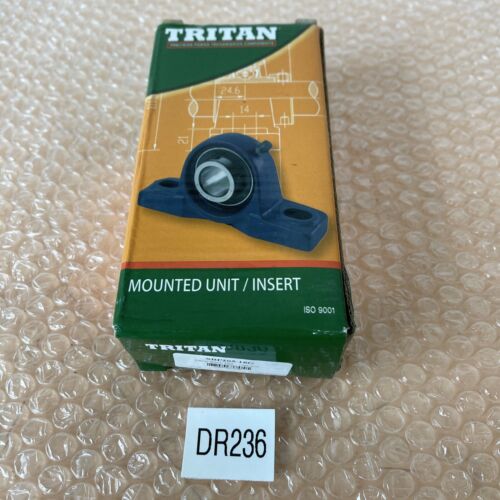 TRITAN
PRECISION POWER TRANSMISSION COMPONENTS
24.6
14
MOUNTED UNIT / INSERT
ISO 9001
TRITAN
DR236